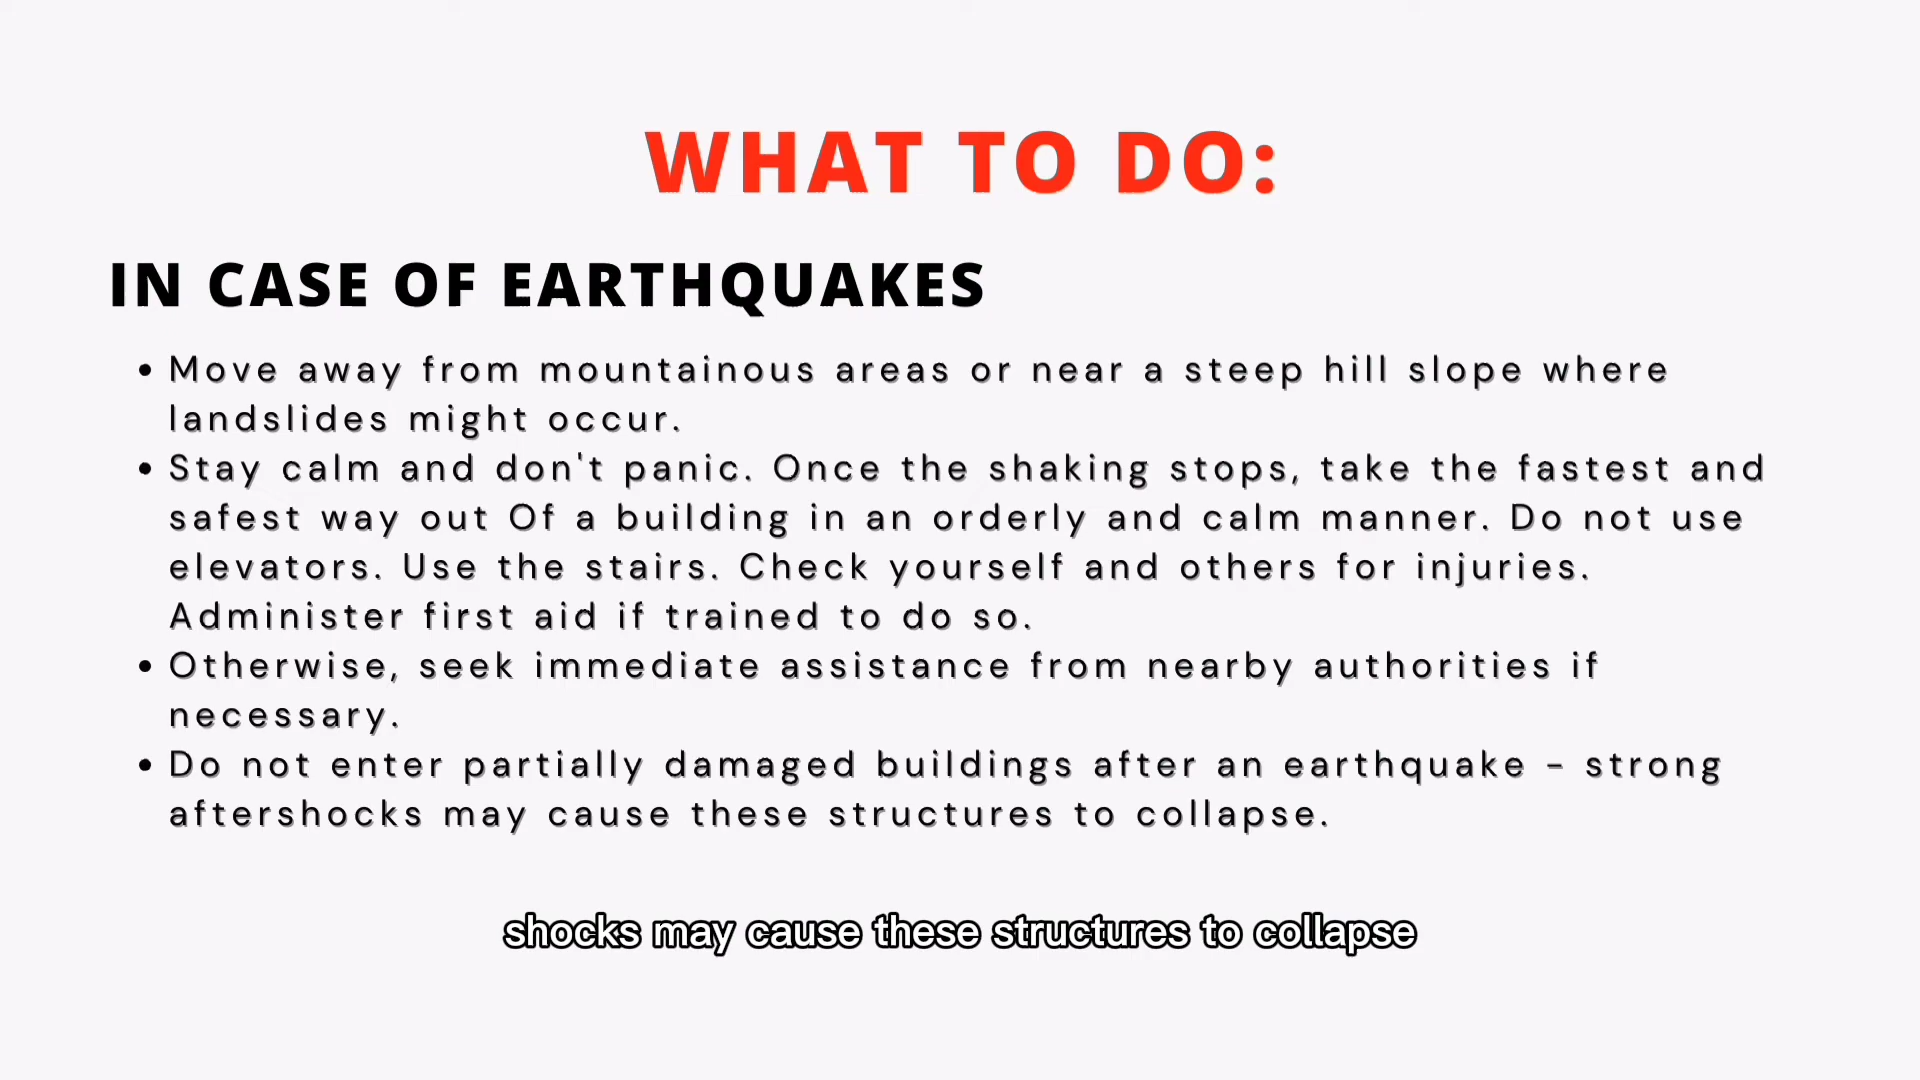 WHAT TO DO:
IN CASE OF EARTHQUAKES
• Move away from mountainous areas or near a steep hill slope where
landslides might occur.
• Stay calm and don't panic. Once the shaking stops, take the fastest and
safest way out Of a building in an orderly and calm manner. Do not use
elevators. Use the stairs. Check yourself and others for injuries.
Administer first aid if trained to do so.
• Otherwise, seek immediate assistance from nearby authorities if
necessary.
• Do not enter partially damaged buildings after an earthquake – strong
aftershocks may cause these structures to collapse.
shocks may cause these structures to collapse